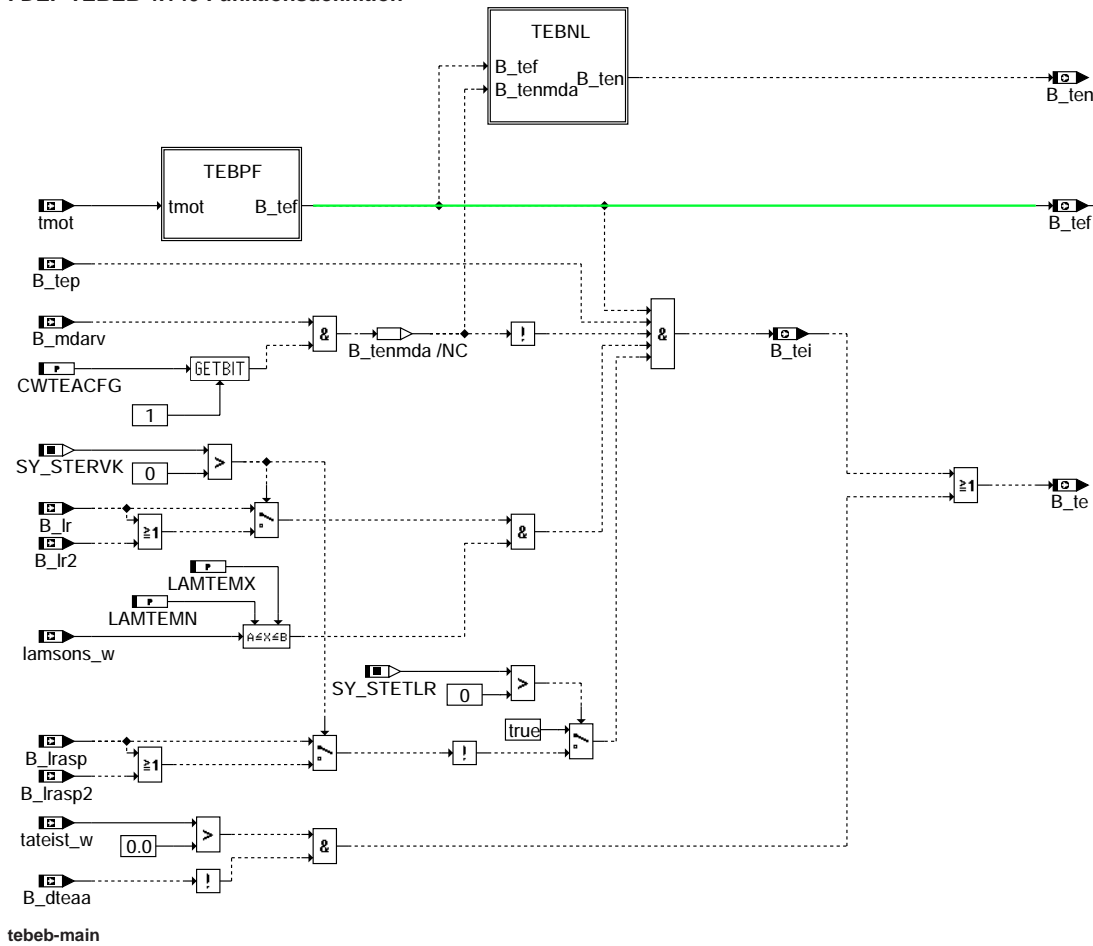 TEBEB Funktionsdefinition
TEBNL
B_tef
B_tenmda
B_ten
B_ten
TEBPF
tmot
B_tef
tmot
B_tef
B_tep
B_mdarv
&
B_tenmda /NC
!
&
B_tei
CWTEACFG
GETBIT
1
SY_STERVK
0
>
B_lr
B_lr2
≧1
&
≧1
B_te
LAMTEMX
LAMTEMN
lamsons_w
A≤X≤B
SY_STETLR
0
>
true
B_lrasp
B_lrasp2
≧1
!
tateist_w
0.0
>
&
B_dteaa
!
tebeb-main